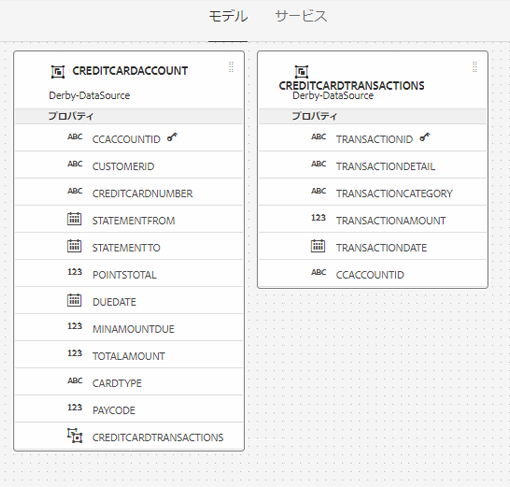 モデル サービス
CREDITCARDACCOUNT
Derby-DataSource
プロパティ
ABC CCACCOUNTID
ABC CUSTOMERID
ABC CREDITCARDNUMBER
STATEMENTFROM
STATEMENTTO
123 POINTSTOTAL
DUEDATE
123 MINAMOUNTDUE
123 TOTALAMOUNT
ABC CARDTYPE
123 PAYCODE
CREDITCARDTRANSACTIONS
CREDITCARDTRANSACTIONS
Derby-DataSource
プロパティ
ABC TRANSACTIONID
ABC TRANSACTIONDETAIL
ABC TRANSACTIONCATEGORY
123 TRANSACTIONAMOUNT
TRANSACTIONDATE
ABC CCACCOUNTID